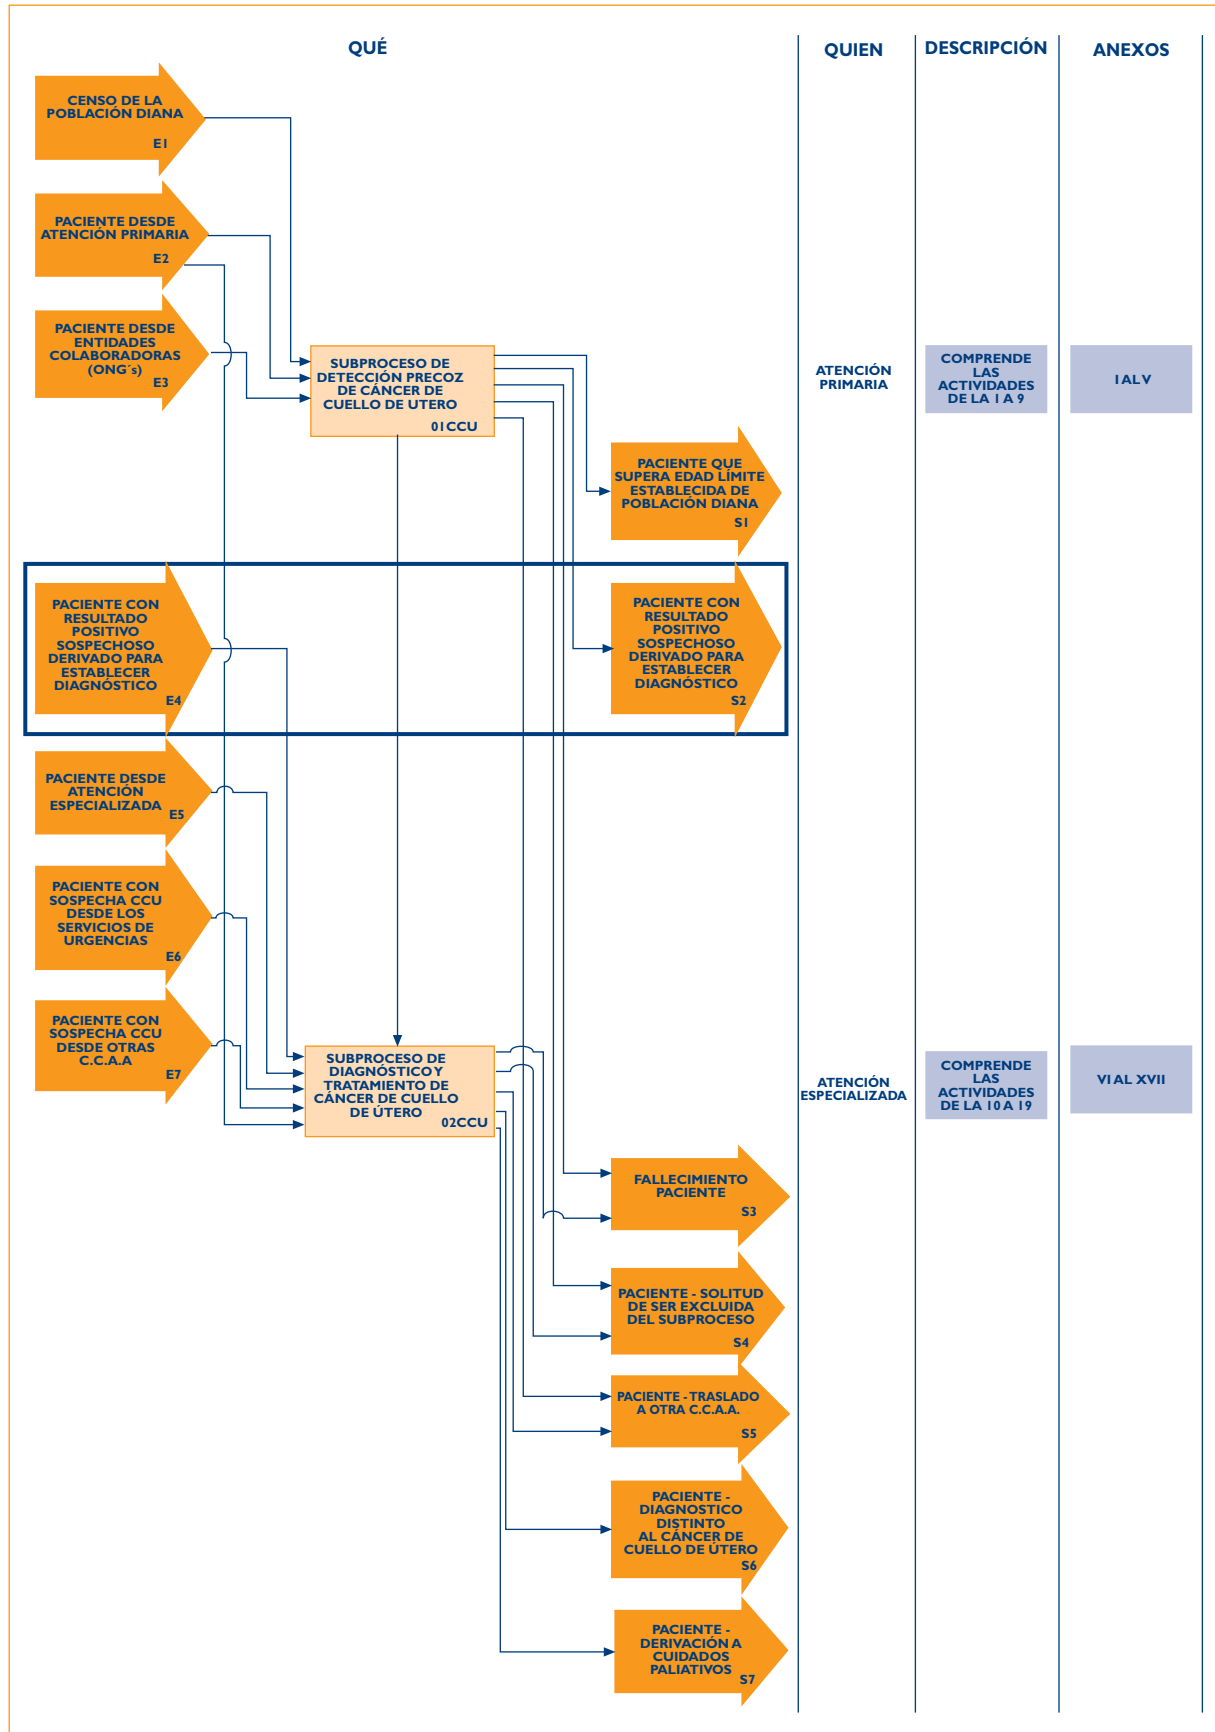 QUÉ
QUIEN
DESCRIPCIÓN
ANEXOS
CENSO DE LA
POBLACIÓN DIANA
E1
PACIENTE DESDE
ATENCIÓN PRIMARIA
E2
PACIENTE DESDE
ENTIDADES
COLABORADORAS
(ONG´s)
E3
SUBPROCESO DE
DETECCIÓN PRECOZ
DE CÁNCER DE
CUELLO DE UTERO
01CCU
ATENCIÓN
PRIMARIA
COMPRENDE
LAS
ACTIVIDADES
DE LA 1 A 9
I AL V
PACIENTE QUE
SUPERA EDAD LÍMITE
ESTABLECIDA DE
POBLACIÓN DIANA
S1
PACIENTE CON
RESULTADO
POSITIVO
SOSPECHOSO
DERIVADO PARA
ESTABLECER
DIAGNÓSTICO
E4
PACIENTE CON
RESULTADO
POSITIVO
SOSPECHOSO
DERIVADO PARA
ESTABLECER
DIAGNÓSTICO
S2
PACIENTE DESDE
ATENCIÓN
ESPECIALIZADA
E5
PACIENTE CON
SOSPECHA CCU
DESDE LOS
SERVICIOS DE
URGENCIAS
E6
PACIENTE CON
SOSPECHA CCU
DESDE OTRAS
C.C.A.A
E7
SUBPROCESO DE
DIAGNÓSTICO Y
TRATAMIENTO DE
CÁNCER DE CUELLO
DE ÚTERO
02CCU
ATENCIÓN
ESPECIALIZADA
COMPRENDE
LAS
ACTIVIDADES
DE LA 10 A 19
VI AL XVII
FALLECIMIENTO
PACIENTE
S3
PACIENTE - SOLITUD
DE SER EXCLUIDA
DEL SUBPROCESO
S4
PACIENTE - TRASLADO
A OTRA C.C.A.A.
S5
PACIENTE -
DIAGNOSTICO
DISTINTO
AL CÁNCER DE
CUELLO DE ÚTERO
S6
PACIENTE -
DERIVACIÓN A
CUIDADOS
PALIATIVOS
S7